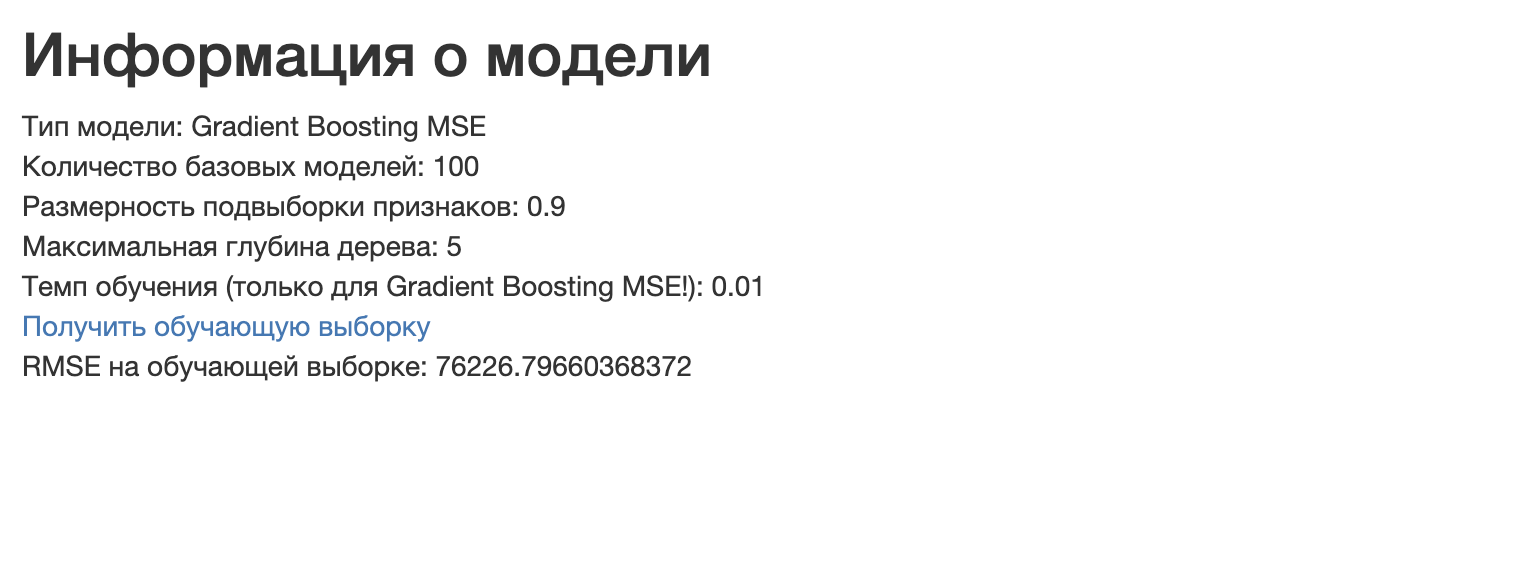 Информация о модели
Тип модели: Gradient Boosting MSE
Количество базовых моделей: 100
Размерность подвыборки признаков: 0.9
Максимальная глубина дерева: 5
Темп обучения (только для Gradient Boosting MSE!): 0.01
Получить обучающую выборку
RMSE на обучающей выборке: 76226.79660368372